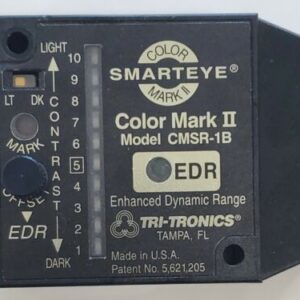 LIGHT
10
9
8
7
6
5
4
3
2
1
DARK
LT DK
CONTRAST
MARK
OFFSET
EDR
COLOR
SMARTEYE®
MARK II
Color Mark II
Model CMSR-1B
EDR
Enhanced Dynamic Range
TRI-TRONICS®
TAMPA, FL
Made in U.S.A.
Patent No. 5,621,205